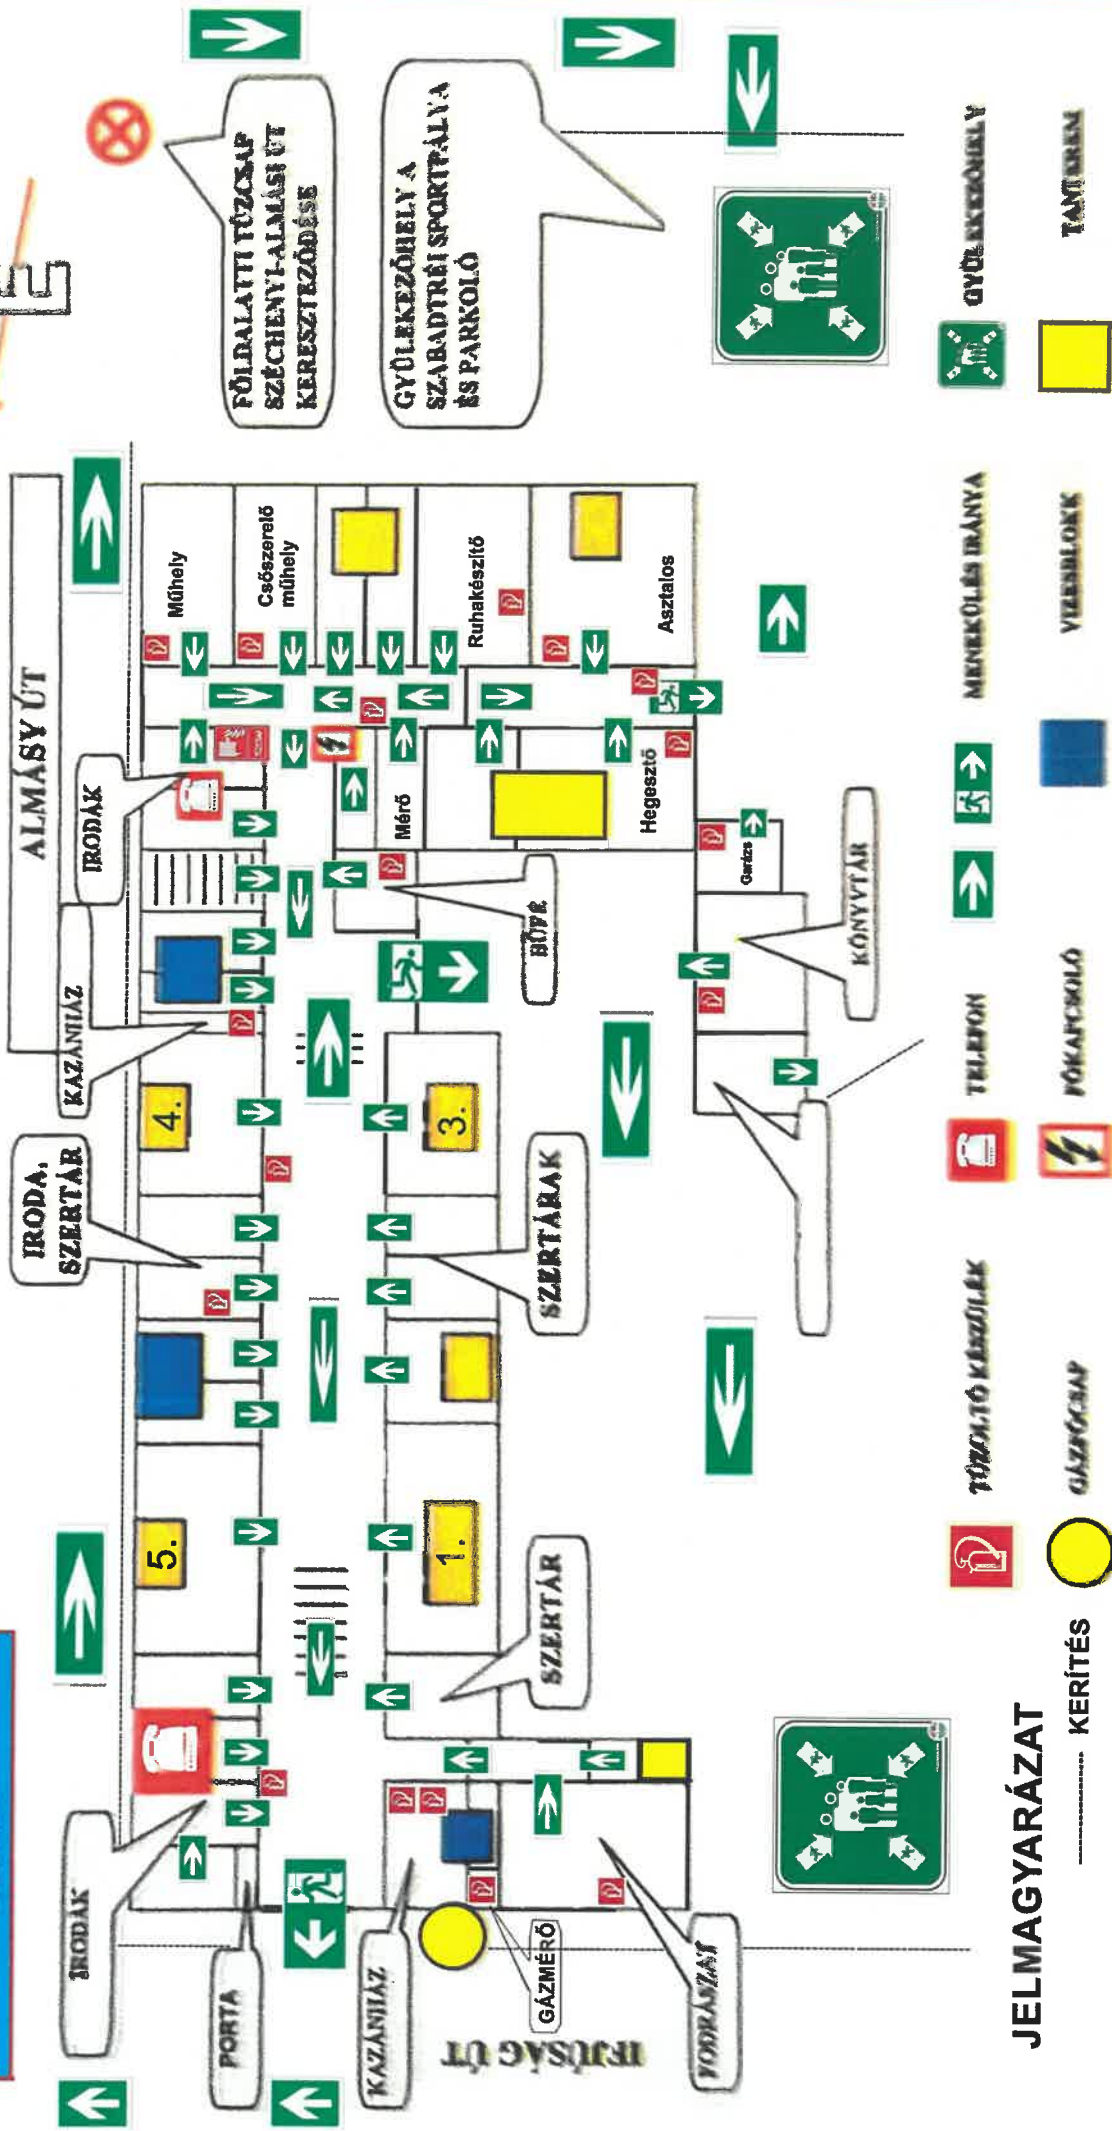 E
ALMÁSY ÚT
FÖLDALATTI TŰZCSAP
SZÉCHENYI-ALMÁSI ÚT
KERESZTEZŐDÉSE
GYÜLEKEZŐHELY A
SZABADTRÉI SPORTPÁLYA
ÉS PARKOLÓ
IRODÁK
KAZÁNHÁZ
IRODA,
SZERTÁR
IRODÁK
PORTA
KAZÁNHÁZ
GÁZMÉRŐ
IFJÚSÁG ÚT
FODRÁSZAT
SZERTÁR
SZERTÁRAK
BÜFÉ
KÖNYVTÁR
Műhely
Csőszerelő
műhely
Ruhakészítő
Asztalos
Mérő
Hegesztő
Garázs
5.
4.
1.
3.
JELMAGYARÁZAT
KERÍTÉS
TŰZOLTÓ KÉSZÜLÉK
TELEFON
MENEKÜLÉS IRÁNYA
GYÜLEKEZŐHELY
GÁZFŐCSAP
FŐKAPCSOLÓ
VIZESBLOKK
TANTEREM